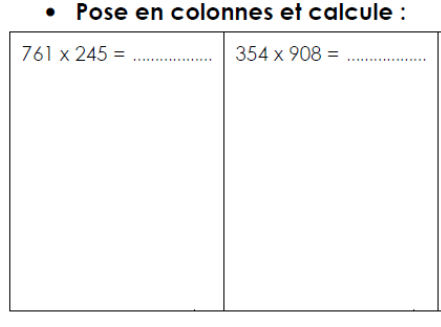 • Pose en colonnes et calcule :
761 x 245 = ..................
354 x 908 = ..................